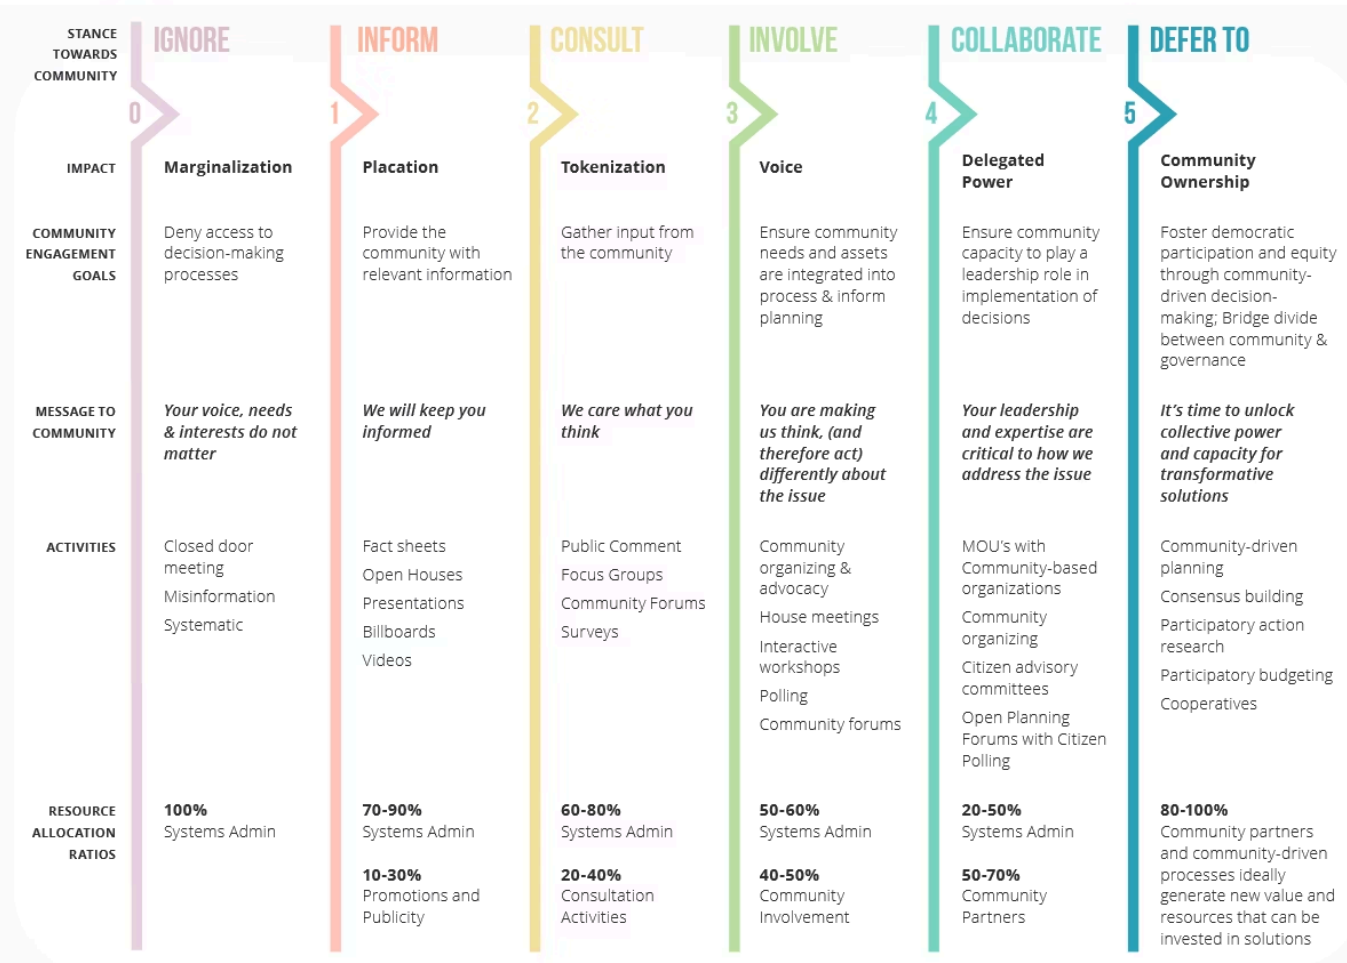 STANCE
TOWARDS
COMMUNITY
IGNORE
INFORM
CONSULT
INVOLVE
COLLABORATE
DEFER TO
0
1
2
3
4
5
IMPACT
Marginalization
Placation
Tokenization
Voice
Delegated
Power
Community
Ownership
COMMUNITY
ENGAGEMENT
GOALS
Deny access to
decision-making
processes
Provide the
community with
relevant information
Gather input from
the community
Ensure community
needs and assets
are integrated into
process & inform
planning
Ensure community
capacity to play a
leadership role in
implementation of
decisions
Foster democratic
participation and equity
through community-
driven decision-
making; Bridge divide
between community &
governance
MESSAGE TO
COMMUNITY
Your voice, needs
& interests do not
matter
We will keep you
informed
We care what you
think
You are making
us think, (and
therefore act)
differently about
the issue
Your leadership
and expertise are
critical to how we
address the issue
It's time to unlock
collective power
and capacity for
transformative
solutions
ACTIVITIES
Closed door
meeting
Misinformation
Systematic
Fact sheets
Open Houses
Presentations
Billboards
Videos
Public Comment
Focus Groups
Community Forums
Surveys
Community
organizing &
advocacy
House meetings
Interactive
workshops
Polling
Community forums
MOU's with
Community-based
organizations
Community
organizing
Citizen advisory
committees
Open Planning
Forums with Citizen
Polling
Community-driven
planning
Consensus building
Participatory action
research
Participatory budgeting
Cooperatives
RESOURCE
ALLOCATION
RATIOS
100%
Systems Admin
70-90%
Systems Admin
10-30%
Promotions and
Publicity
60-80%
Systems Admin
20-40%
Consultation
Activities
50-60%
Systems Admin
40-50%
Community
Involvement
20-50%
Systems Admin
50-70%
Community
Partners
80-100%
Community partners
and community-driven
processes ideally
generate new value and
resources that can be
invested in solutions